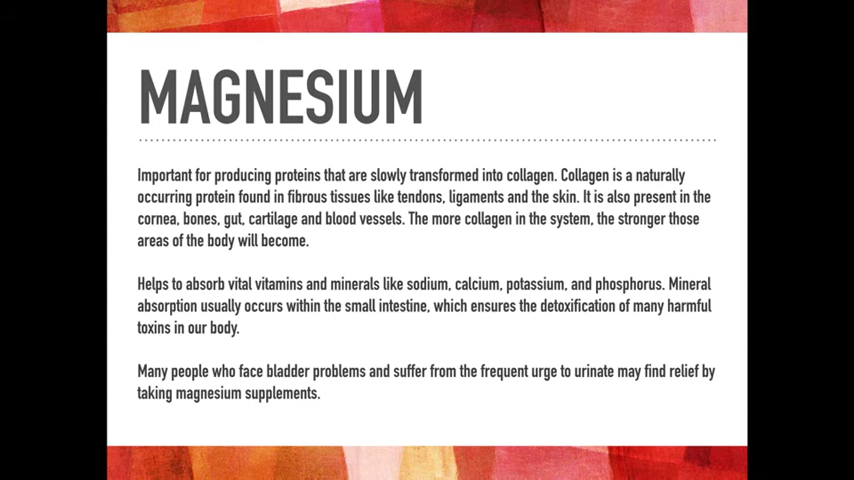 MAGNESIUM
Important for producing proteins that are slowly transformed into collagen. Collagen is a naturally
occurring protein found in fibrous tissues like tendons, ligaments and the skin. It is also present in the
cornea, bones, gut, cartilage and blood vessels. The more collagen in the system, the stronger those
areas of the body will become.
Helps to absorb vital vitamins and minerals like sodium, calcium, potassium, and phosphorus. Mineral
absorption usually occurs within the small intestine, which ensures the detoxification of many harmful
toxins in our body.
Many people who face bladder problems and suffer from the frequent urge to urinate may find relief by
taking magnesium supplements.